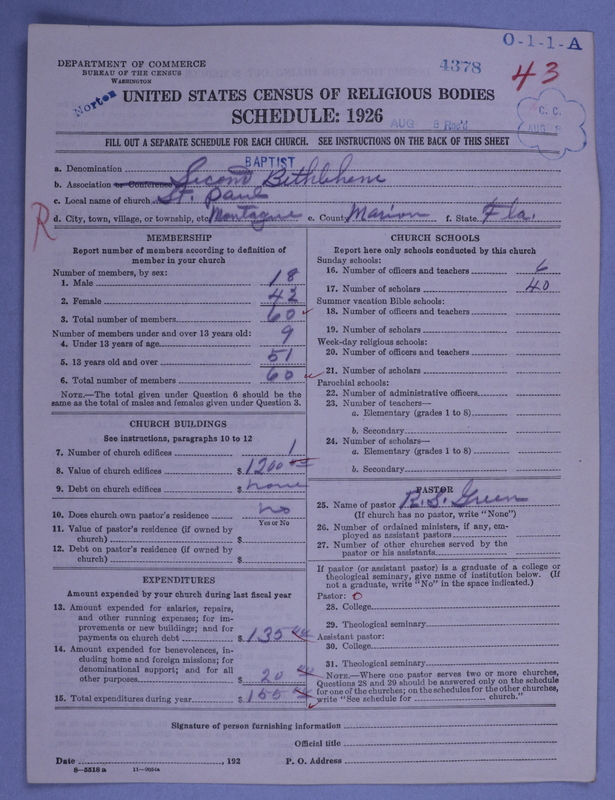 O-1-1-A
DEPARTMENT OF COMMERCE
BUREAU OF THE CENSUS
WASHINGTON
4378
43
Norton
UNITED STATES CENSUS OF RELIGIOUS BODIES
SCHEDULE: 1926
AUG 8 Rec'd
C. C.
AUG 8
FILL OUT A SEPARATE SCHEDULE FOR EACH CHURCH. SEE INSTRUCTIONS ON THE BACK OF THIS SHEET
a. Denomination BAPTIST
b. Association or Conference Second Bethlehem
c. Local name of church St. Paul
R
d. City, town, village, or township, etc. Montague e. County Marion f. State Fla.
MEMBERSHIP
Report number of members according to definition of
member in your church
Number of members, by sex:
1. Male 18
2. Female 42
3. Total number of members 60
Number of members under and over 13 years old:
4. Under 13 years of age 9
5. 13 years old and over 51
6. Total number of members 60
NOTE.—The total given under Question 6 should be the
same as the total of males and females given under Question 3.
CHURCH BUILDINGS
See instructions, paragraphs 10 to 12
7. Number of church edifices 1
8. Value of church edifices $ 1200
9. Debt on church edifices $ none
10. Does church own pastor's residence no
Yes or No
11. Value of pastor's residence (if owned by
church) $
12. Debt on pastor's residence (if owned by
church) $
EXPENDITURES
Amount expended by your church during last fiscal year
13. Amount expended for salaries, repairs,
and other running expenses; for im-
provements or new buildings; and for
payments on church debt $ 135
14. Amount expended for benevolences, in-
cluding home and foreign missions; for
denominational support; and for all
other purposes $ 20
15. Total expenditures during year $ 155
CHURCH SCHOOLS
Report here only schools conducted by this church
Sunday schools:
16. Number of officers and teachers 6
17. Number of scholars 40
Summer vacation Bible schools:
18. Number of officers and teachers
19. Number of scholars
Week-day religious schools:
20. Number of officers and teachers
21. Number of scholars
Parochial schools:
22. Number of administrative officers
23. Number of teachers—
a. Elementary (grades 1 to 8)
b. Secondary
24. Number of scholars—
a. Elementary (grades 1 to 8)
b. Secondary
PASTOR
25. Name of pastor R. S. Green
(If church has no pastor, write "None")
26. Number of ordained ministers, if any, em-
ployed as assistant pastors
27. Number of other churches served by the
pastor or his assistants
If pastor (or assistant pastor) is a graduate of a college or
theological seminary, give name of institution below. (If
not a graduate, write "No" in the space indicated.)
Pastor: O
28. College
29. Theological seminary
Assistant pastor:
30. College
31. Theological seminary
NOTE.—Where one pastor serves two or more churches,
Questions 28 and 29 should be answered only on the schedule
for one of the churches; on the schedules for the other churches,
write "See schedule for church."
Signature of person furnishing information
Official title
Date , 192 P. O. Address
8—5518 a 11—9054a